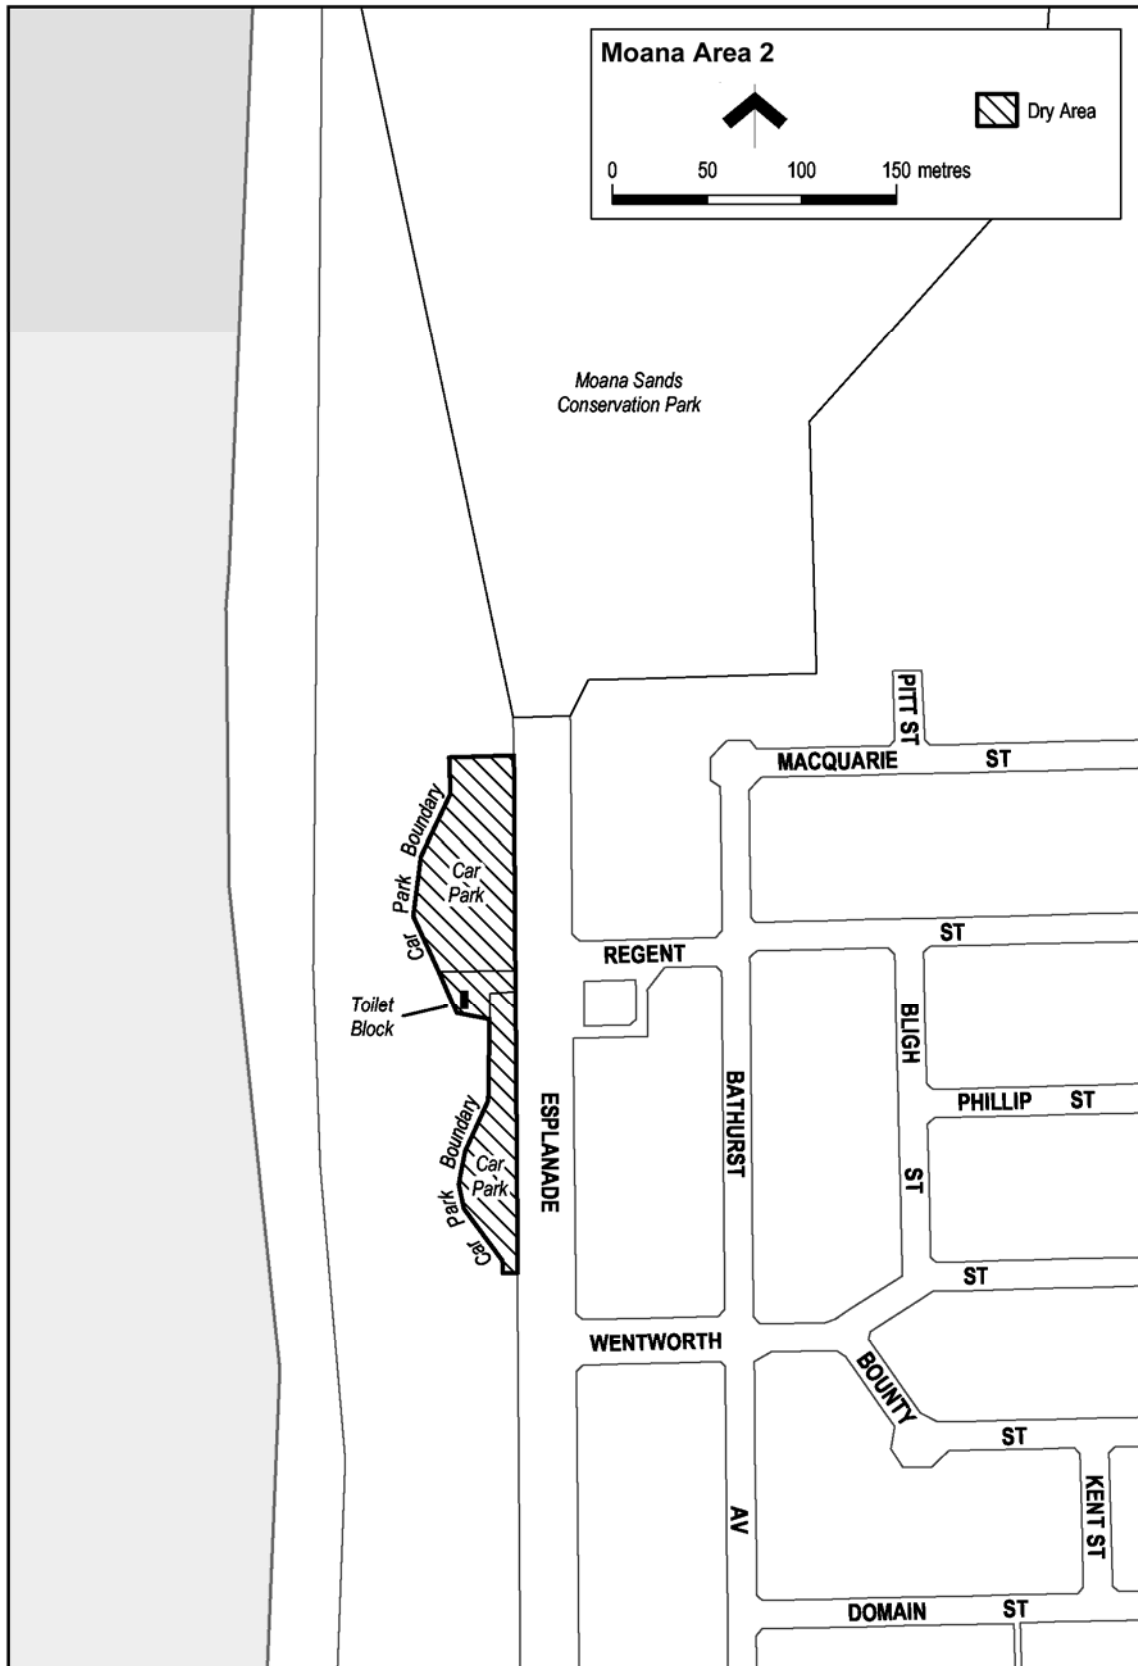 Moana Area 2
Dry Area
0 50 100 150 metres
Moana Sands
Conservation Park
PITT ST
MACQUARIE ST
Car Park Boundary
Car
Park
REGENT ST
Toilet
Block
BLIGH ST
BATHURST AV
ESPLANADE
PHILLIP ST
Car Park Boundary
Car
Park
WENTWORTH ST
BOUNTY ST
KENT ST
DOMAIN ST